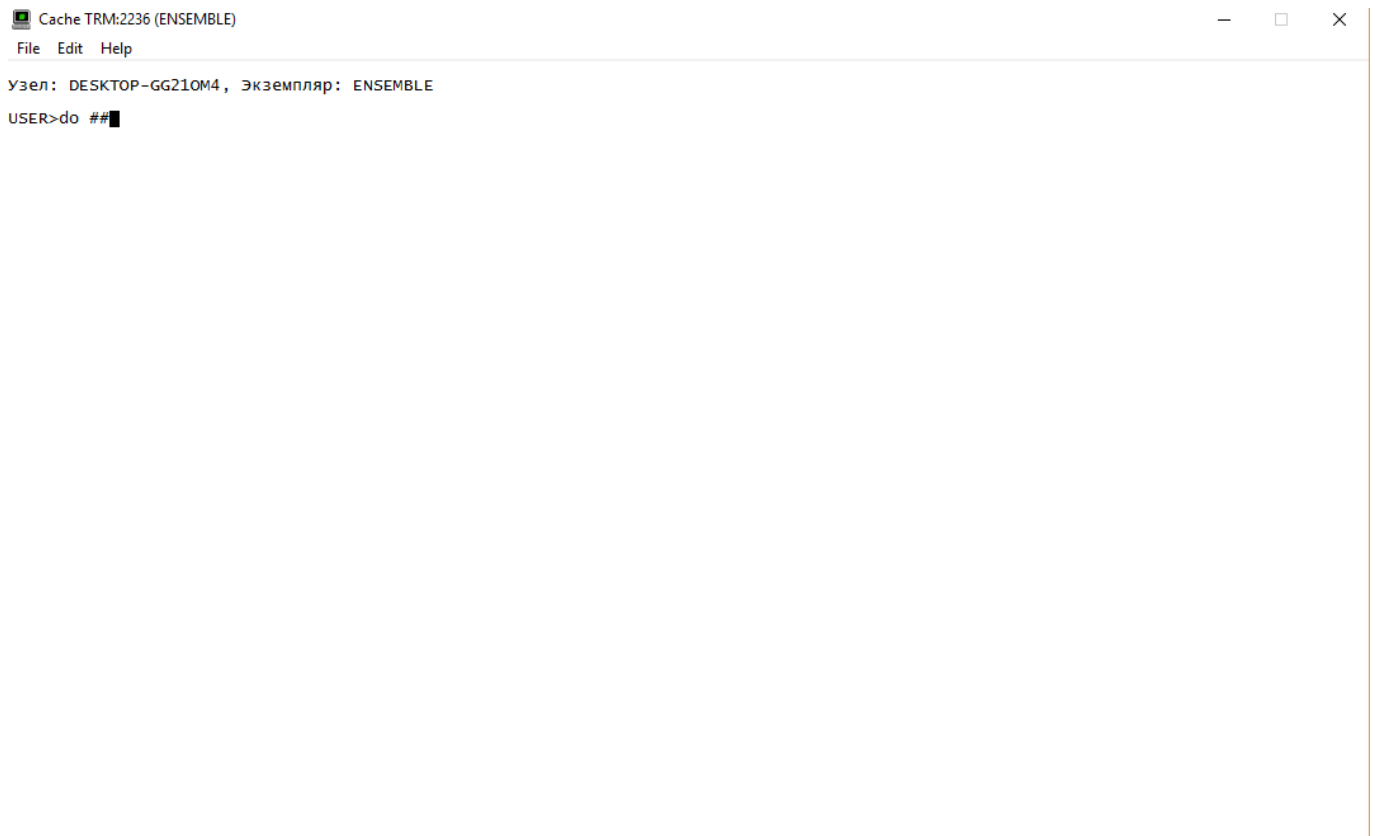 Cache TRM:2236 (ENSEMBLE)
File Edit Help
Узел: DESKTOP-GG21OM4, Экземпляр: ENSEMBLE
USER>do ##